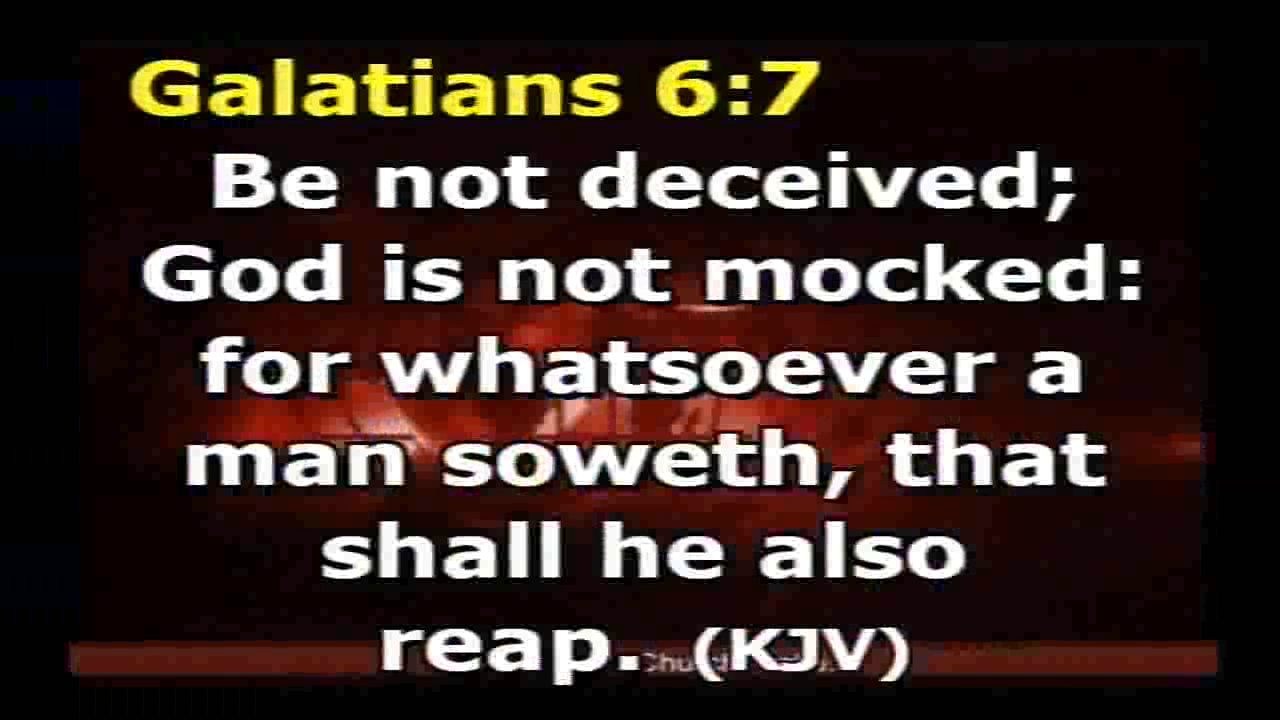 Galatians 6:7
Be not deceived;
God is not mocked:
for whatsoever a
man soweth, that
shall he also
reap. (KJV)